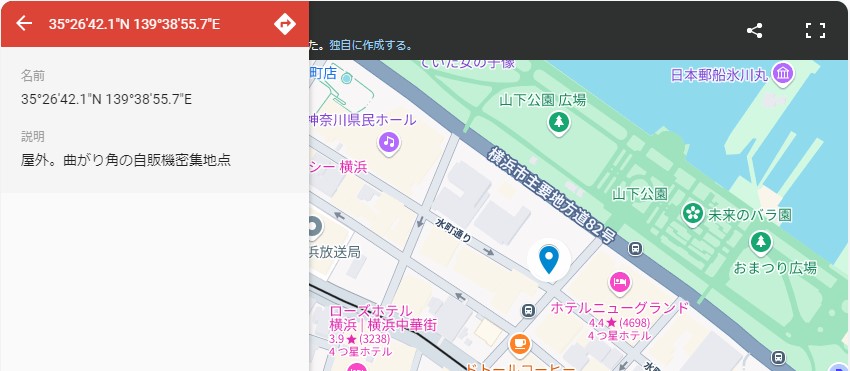 35°26'42.1"N 139°38'55.7"E
た。独自に作成する。
名前
35°26'42.1"N 139°38'55.7"E
説明
屋外。曲がり角の自販機密集地点
ていた女の子像
町店
日本郵船氷川丸
山下公園 広場
神奈川県民ホール
シー 横浜
横浜市主要地方道82号
山下公園
未来のバラ園
水町通り
おまつり広場
浜放送局
ホテルニューグランド
4.4★(4698)
4 つ星ホテル
ローズホテル
横浜 | 横浜中華街
3.9★(3238)
4 つ星ホテル
ドトールコーヒー
水町